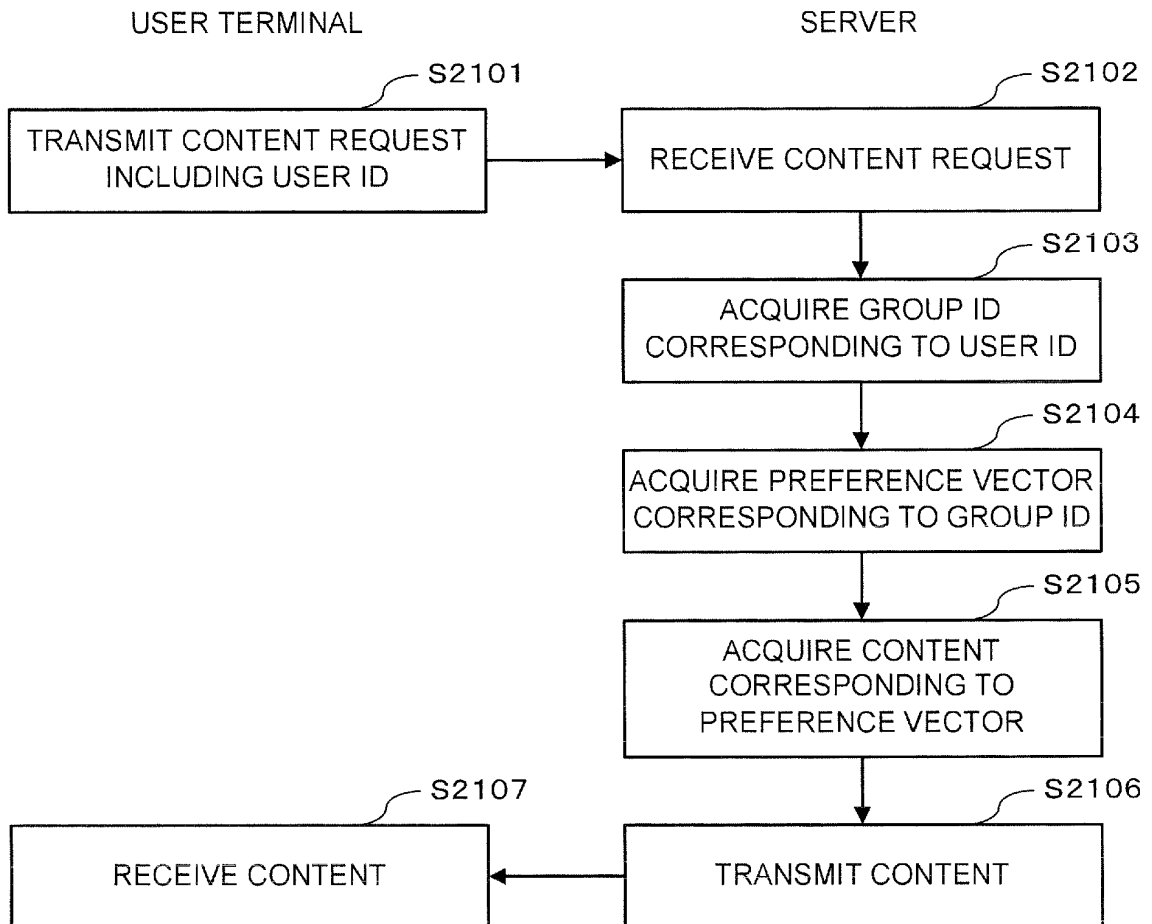 USER TERMINAL
SERVER
S2101
S2102
TRANSMIT CONTENT REQUEST
INCLUDING USER ID
RECEIVE CONTENT REQUEST
S2103
ACQUIRE GROUP ID
CORRESPONDING TO USER ID
S2104
ACQUIRE PREFERENCE VECTOR
CORRESPONDING TO GROUP ID
S2105
ACQUIRE CONTENT
CORRESPONDING TO
PREFERENCE VECTOR
S2107
S2106
RECEIVE CONTENT
TRANSMIT CONTENT